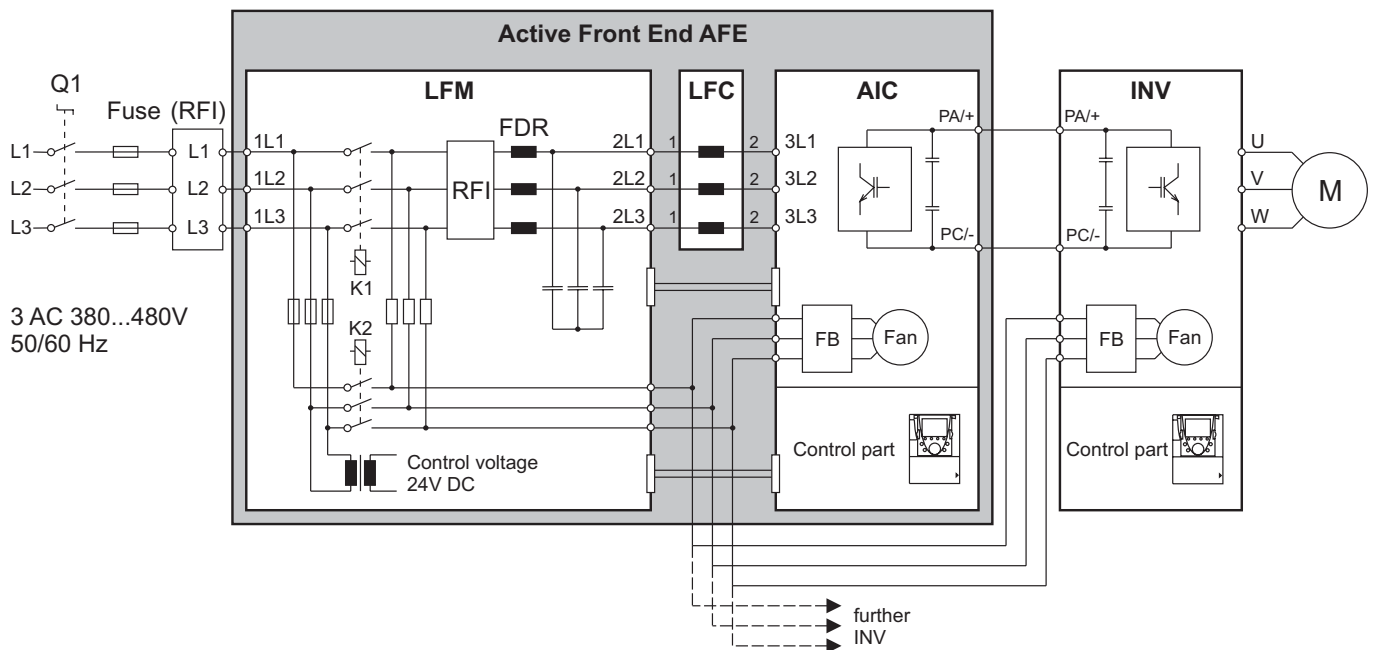 Active Front End AFE
Q1
Fuse (RFI)
LFM
LFC
AIC
INV
FDR
PA/+
PA/+
L1
L1
1L1
2L1
1
2
3L1
U
L2
L2
1L2
RFI
2L2
1
2
3L2
V
M
L3
L3
1L3
2L3
1
2
3L3
W
PC/-
PC/-
K1
3 AC 380...480V
50/60 Hz
K2
FB
Fan
FB
Fan
Control voltage
24V DC
Control part
Control part
further
INV